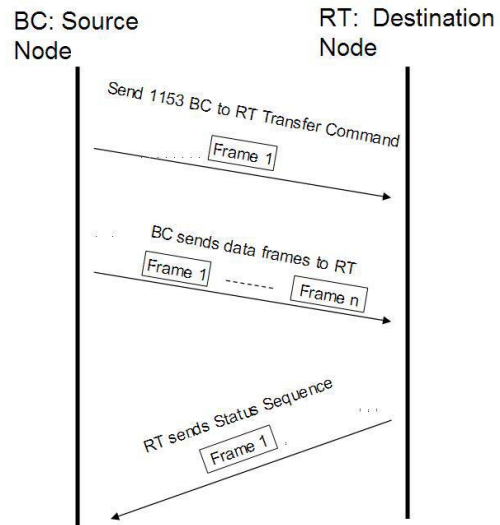 BC: Source
Node
RT: Destination
Node
Send 1153 BC to RT Transfer Command
Frame 1
BC sends data frames to RT
Frame 1 ------ Frame n
RT sends Status Sequence
Frame 1